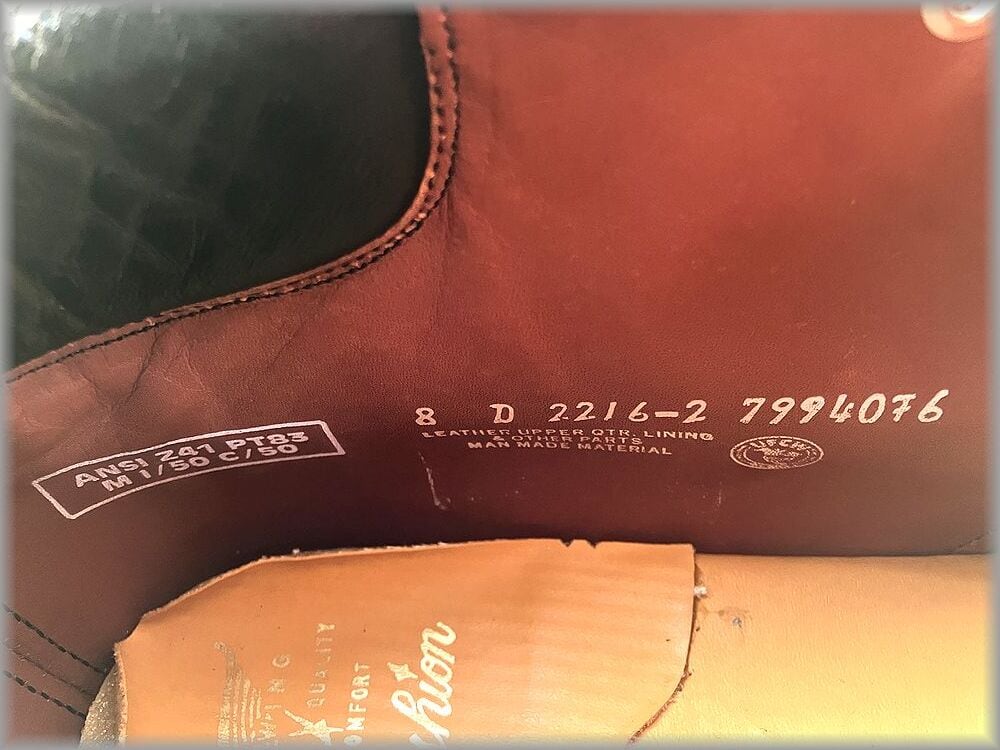 8 D 2216-2 7994076
LEATHER UPPER QTR. LINING
& OTHER PARTS
MAN MADE MATERIAL
UFCW
ANSI Z41 PT83
M I/50 C/50
QUALITY